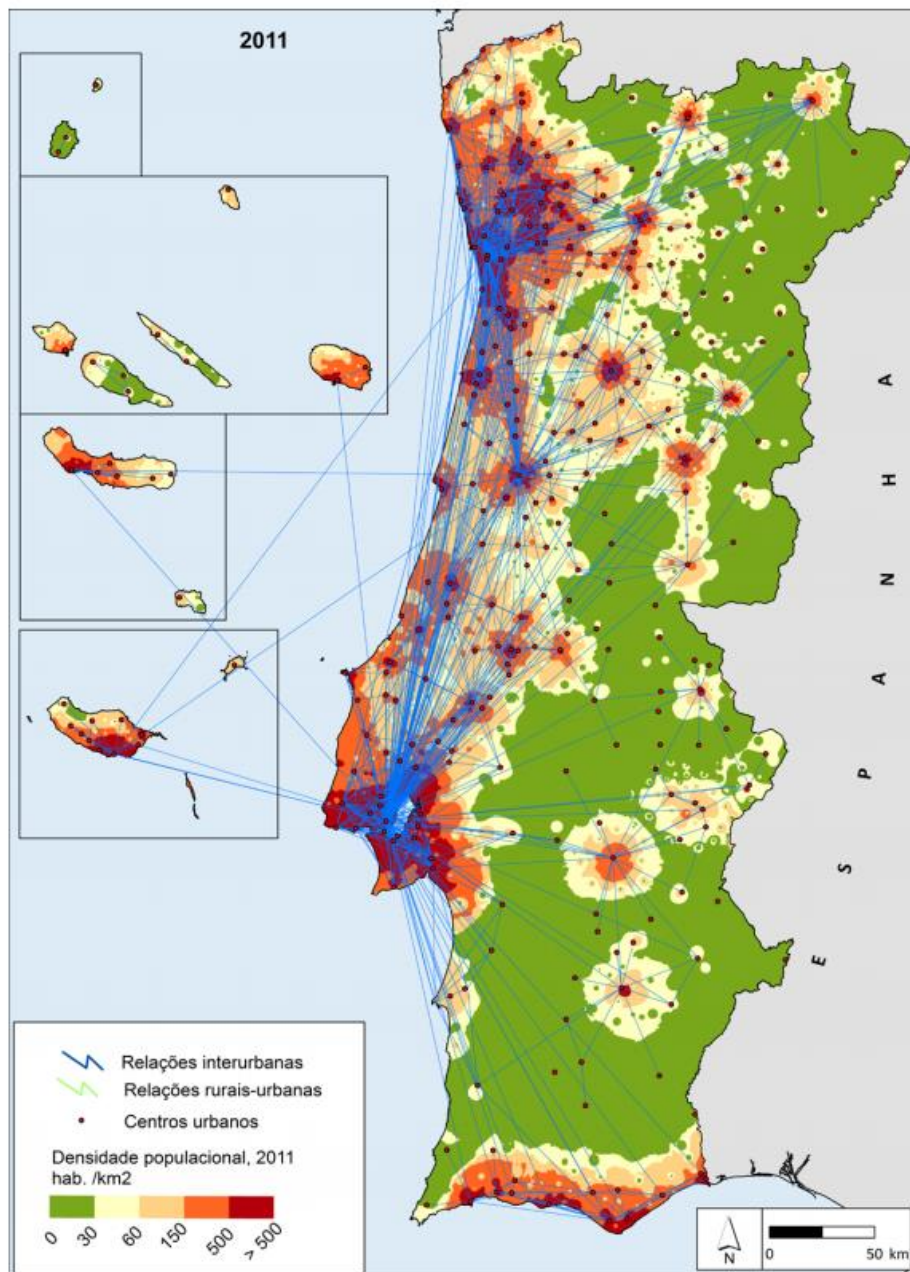 2011
ESPANHA
Relações interurbanas
Relações rurais-urbanas
Centros urbanos
Densidade populacional, 2011
hab. /km2
0 30 60 150 500 > 500
N
0 50 km